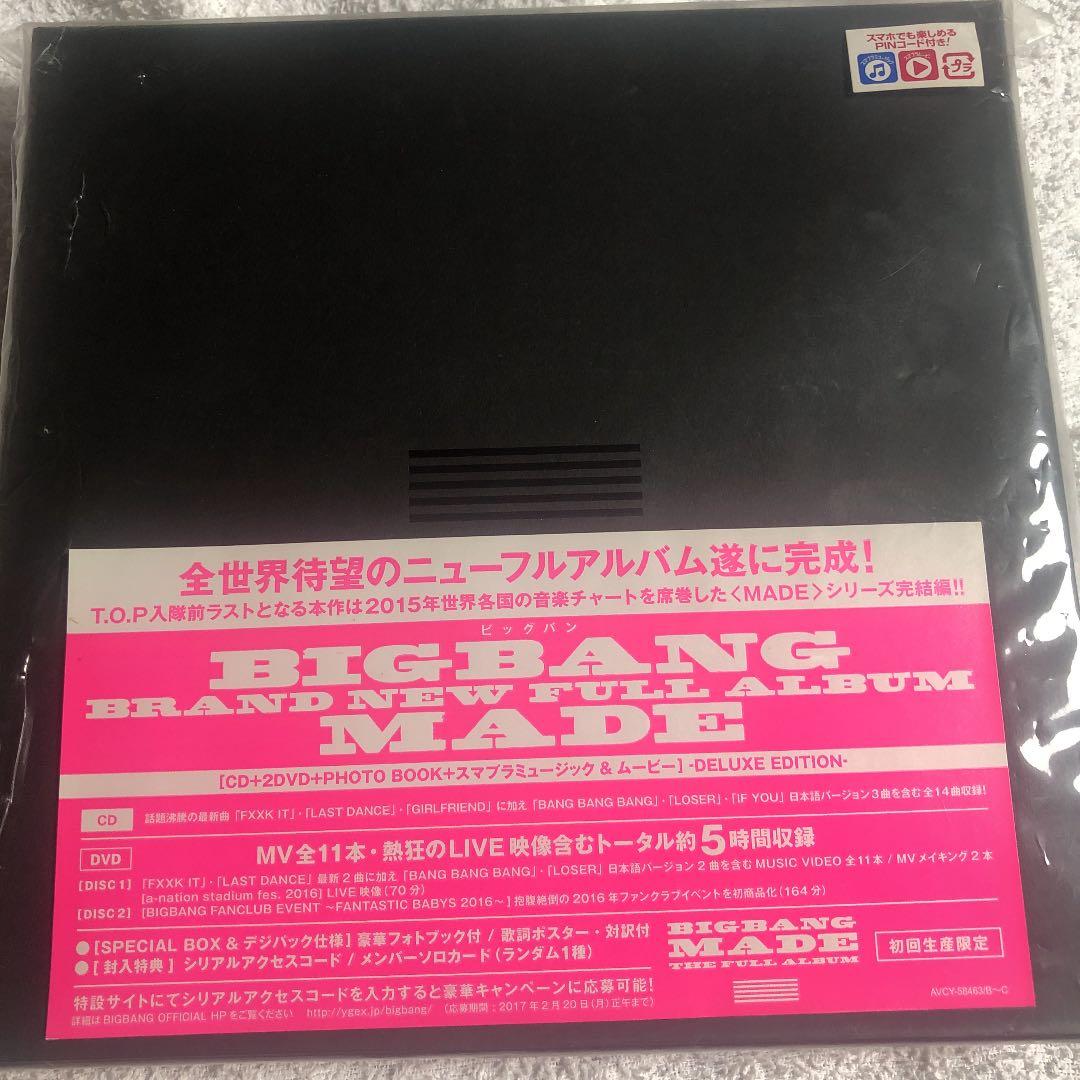 スマホでも楽しめる
PINコード付き!
プラ
全世界待望のニューフルアルバム遂に完成!
T.O.P入隊前ラストとなる本作は2015年世界各国の音楽チャートを席巻した〈MADE〉シリーズ完結編!!
ビッグバン
BIGBANG
BRAND NEW FULL ALBUM
MADE
[CD+2DVD+PHOTO BOOK+スマプラミュージック & ムービー] -DELUXE EDITION-
CD 話題沸騰の最新曲「FXXK IT」・「LAST DANCE」・「GIRLFRIEND」に加え「BANG BANG BANG」・「LOSER」・「IF YOU」日本語バージョン3曲を含む 全14曲収録!
DVD MV全11本・熱狂のLIVE映像含むトータル約5時間収録
[DISC 1] 「FXXK IT」・「LAST DANCE」最新2曲に加え「BANG BANG BANG」・「LOSER」日本語バージョン2曲を含む MUSIC VIDEO 全11本 / MVメイキング2本
[a-nation stadium fes. 2016] LIVE映像(70分)
[DISC 2] [BIGBANG FANCLUB EVENT ～FANTASTIC BABYS 2016～] 抱腹絶倒の2016年ファンクラブイベントを初商品化(164分)
● [SPECIAL BOX & デジパック仕様] 豪華フォトブック付 / 歌詞ポスター・対訳付
● [封入特典] シリアルアクセスコード / メンバーソロカード(ランダム1種)
特設サイトにてシリアルアクセスコードを入力すると豪華キャンペーンに応募可能!
詳細は BIGBANG OFFICIAL HP をご覧ください http://ygex.jp/bigbang/ (応募期間:2017年2月20日(月)正午まで)
BIGBANG
MADE
THE FULL ALBUM
初回生産限定
AVCY-58463/B～C